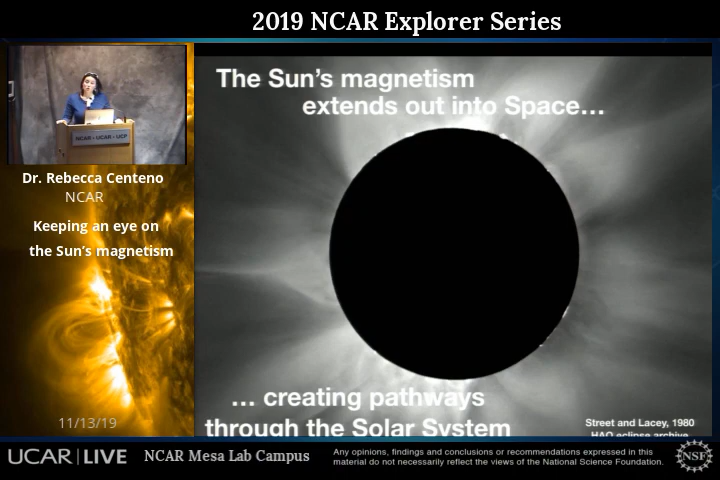 2019 NCAR Explorer Series
NCAR • UCAR • UCP
Dr. Rebecca Centeno
NCAR
Keeping an eye on
the Sun's magnetism
11/13/19
The Sun's magnetism
extends out into Space...
... creating pathways
through the Solar System
Street and Lacey, 1980
HAO eclipse archive
UCAR | LIVE
NCAR Mesa Lab Campus
Any opinions, findings and conclusions or recommendations expressed in this
material do not necessarily reflect the views of the National Science Foundation.
NSF